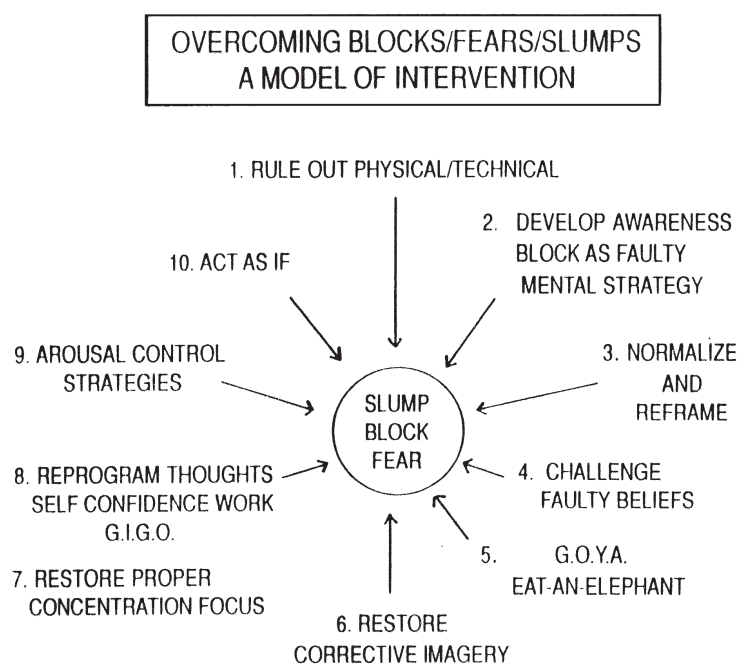 OVERCOMING BLOCKS/FEARS/SLUMPS
A MODEL OF INTERVENTION
1. RULE OUT PHYSICAL/TECHNICAL
2. DEVELOP AWARENESS
BLOCK AS FAULTY
MENTAL STRATEGY
3. NORMALIZE
AND
REFRAME
4. CHALLENGE
FAULTY BELIEFS
5. G.O.Y.A.
EAT-AN-ELEPHANT
6. RESTORE
CORRECTIVE IMAGERY
7. RESTORE PROPER
CONCENTRATION FOCUS
8. REPROGRAM THOUGHTS
SELF CONFIDENCE WORK
G.I.G.O.
9. AROUSAL CONTROL
STRATEGIES
10. ACT AS IF
SLUMP
BLOCK
FEAR